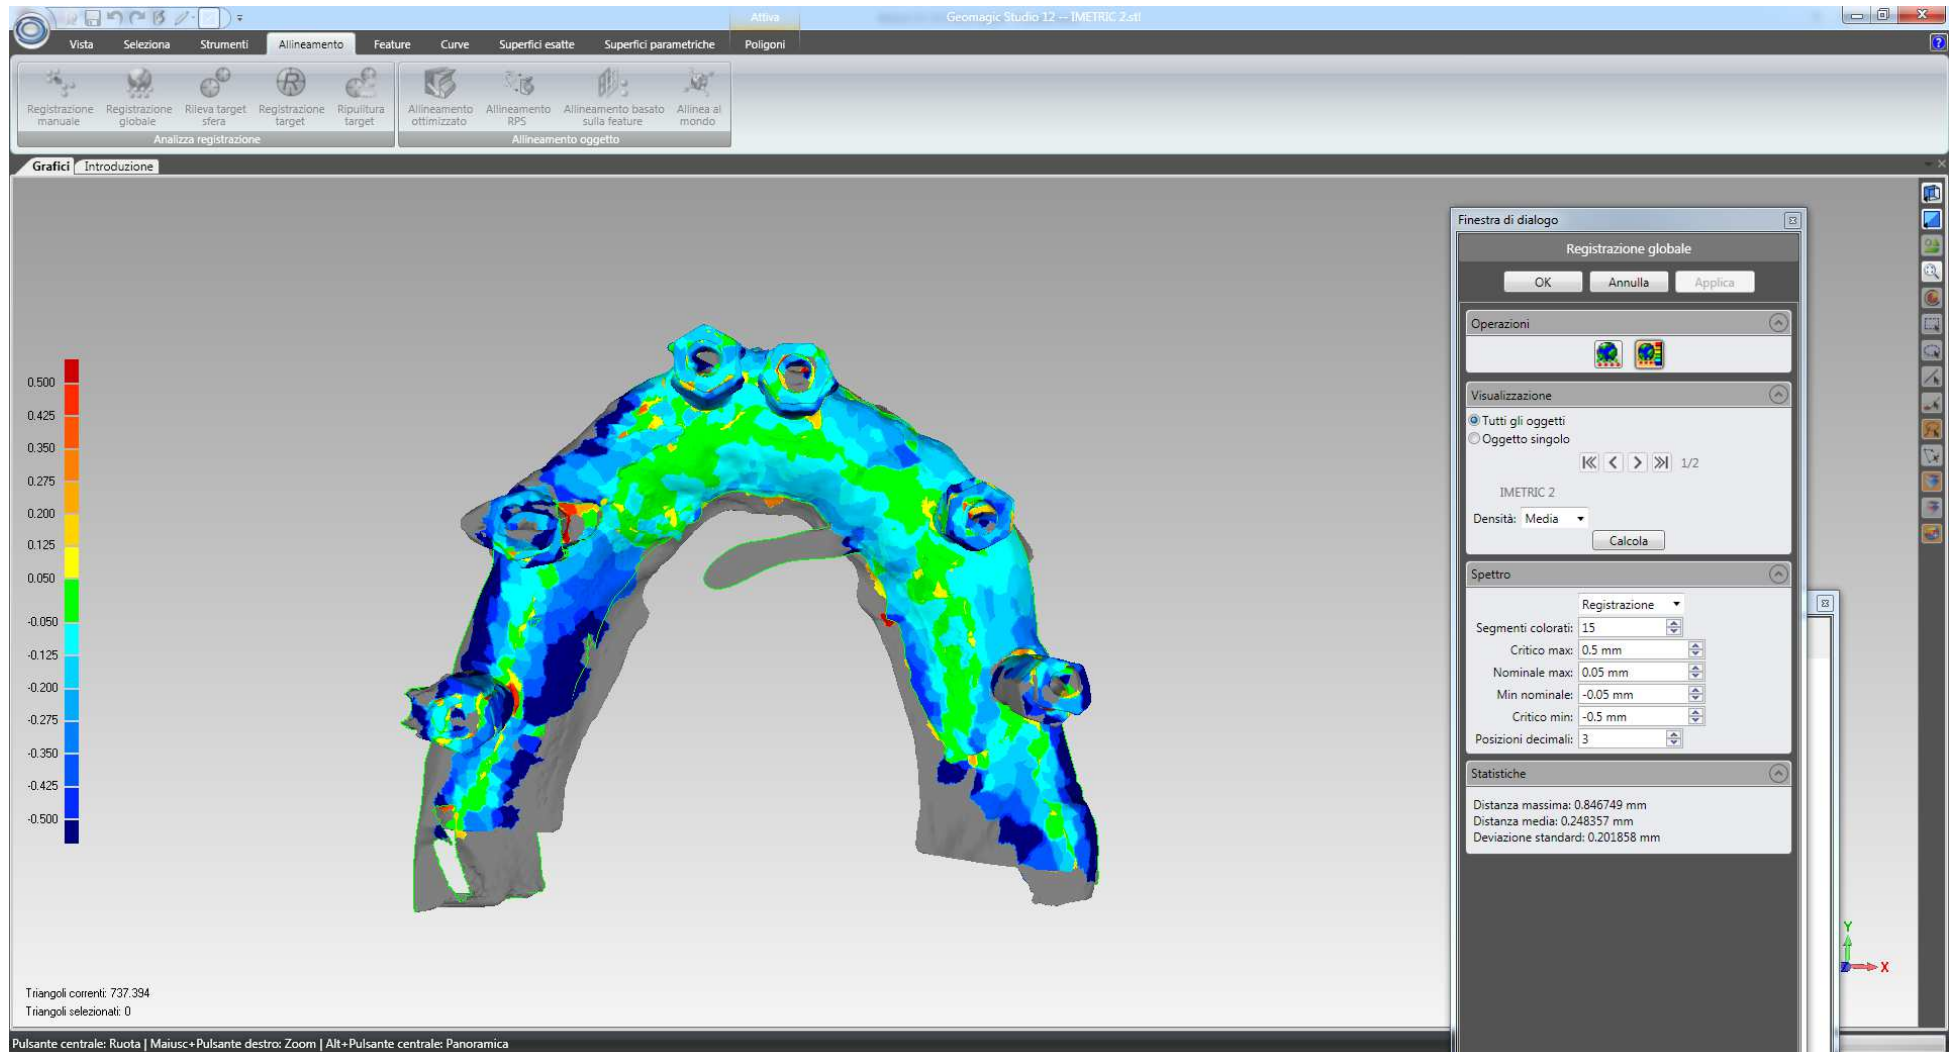 Attiva
Geomagic Studio 12 -- IMETRIC 2.stl
Vista Seleziona Strumenti Allineamento Feature Curve Superfici esatte Superfici parametriche Poligoni
Registrazione manuale
Registrazione globale
Rileva target sfera
Registrazione target
Ripulitura target
Allineamento ottimizzato
Allineamento RPS
Allineamento basato sulla feature
Allinea al mondo
Analizza registrazione
Allineamento oggetto
Grafici Introduzione
0.500
0.425
0.350
0.275
0.200
0.125
0.050
-0.050
-0.125
-0.200
-0.275
-0.350
-0.425
-0.500
Finestra di dialogo
Registrazione globale
OK Annulla Applica
Operazioni
Visualizzazione
Tutti gli oggetti
Oggetto singolo
1/2
IMETRIC 2
Densità: Media
Calcola
Spettro
Registrazione
Segmenti colorati: 15
Critico max: 0.5 mm
Nominale max: 0.05 mm
Min nominale: -0.05 mm
Critico min: -0.5 mm
Posizioni decimali: 3
Statistiche
Distanza massima: 0.846749 mm
Distanza media: 0.248357 mm
Deviazione standard: 0.201858 mm
Y
Z X
Triangoli correnti: 737.394
Triangoli selezionati: 0
Pulsante centrale: Ruota | Maiusc+Pulsante destro: Zoom | Alt+Pulsante centrale: Panoramica